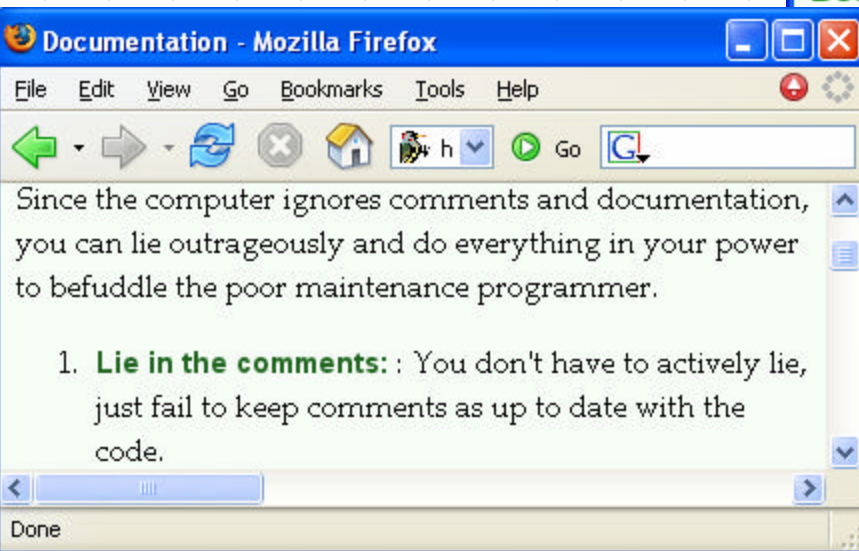 Documentation - Mozilla Firefox
File Edit View Go Bookmarks Tools Help
h Go G
Since the computer ignores comments and documentation,
you can lie outrageously and do everything in your power
to befuddle the poor maintenance programmer.
1. Lie in the comments: : You don't have to actively lie,
just fail to keep comments as up to date with the
code.
Done